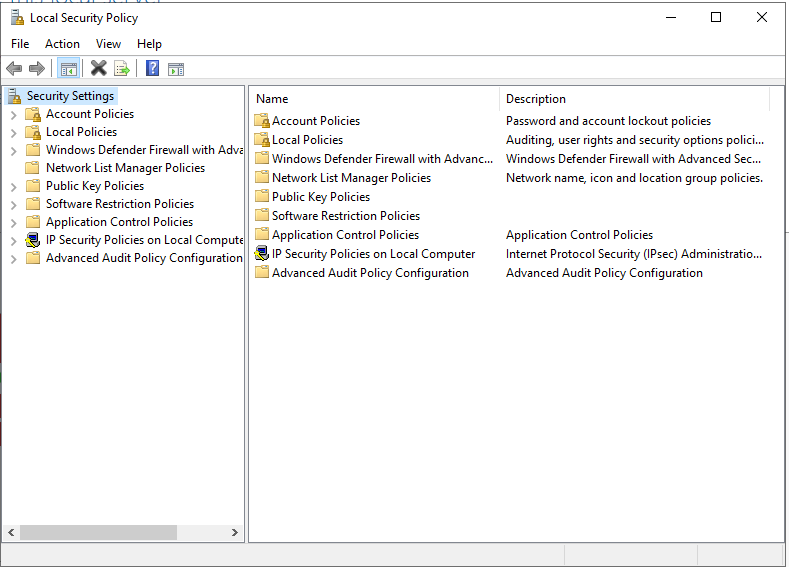 Local Security Policy
File Action View Help
Security Settings
Account Policies
Local Policies
Windows Defender Firewall with Adva
Network List Manager Policies
Public Key Policies
Software Restriction Policies
Application Control Policies
IP Security Policies on Local Compute
Advanced Audit Policy Configuration
Name Description
Account Policies Password and account lockout policies
Local Policies Auditing, user rights and security options polici...
Windows Defender Firewall with Advanc... Windows Defender Firewall with Advanced Sec...
Network List Manager Policies Network name, icon and location group policies.
Public Key Policies
Software Restriction Policies
Application Control Policies Application Control Policies
IP Security Policies on Local Computer Internet Protocol Security (IPsec) Administratio...
Advanced Audit Policy Configuration Advanced Audit Policy Configuration